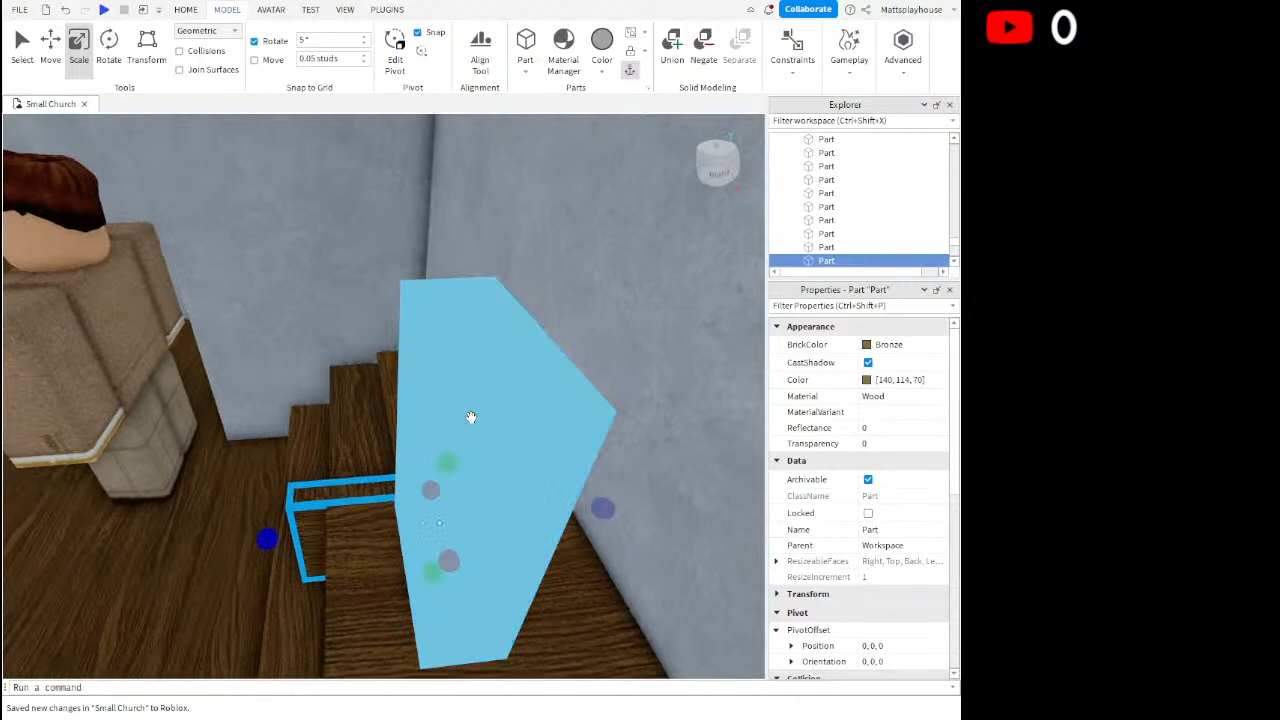 FILE HOME MODEL AVATAR TEST VIEW PLUGINS Collaborate Mattsplayhouse
0
Select Move Scale Rotate Transform
Geometric
Collisions
Join Surfaces
Tools
Rotate 5°
Move 0.05 studs
Snap to Grid
Edit Pivot
Snap
Pivot
Align Tool
Alignment
Part
Material Manager
Color
Parts
Union Negate Separate
Solid Modeling
Constraints
Gameplay
Advanced
Small Church
Explorer
Filter workspace (Ctrl+Shift+X)
Part
Part
Part
Part
Part
Part
Part
Part
Part
Part
Properties - Part "Part"
Filter Properties (Ctrl+Shift+P)
Appearance
BrickColor Bronze
CastShadow
Color [140, 114, 70]
Material Wood
MaterialVariant
Reflectance 0
Transparency 0
Data
Archivable
ClassName Part
Locked
Name Part
Parent Workspace
ResizeableFaces Right, Top, Back, Le...
ResizeIncrement 1
Transform
Pivot
PivotOffset
Position 0, 0, 0
Orientation 0, 0, 0
Collision
Run a command
Saved new changes in "Small Church" to Roblox.